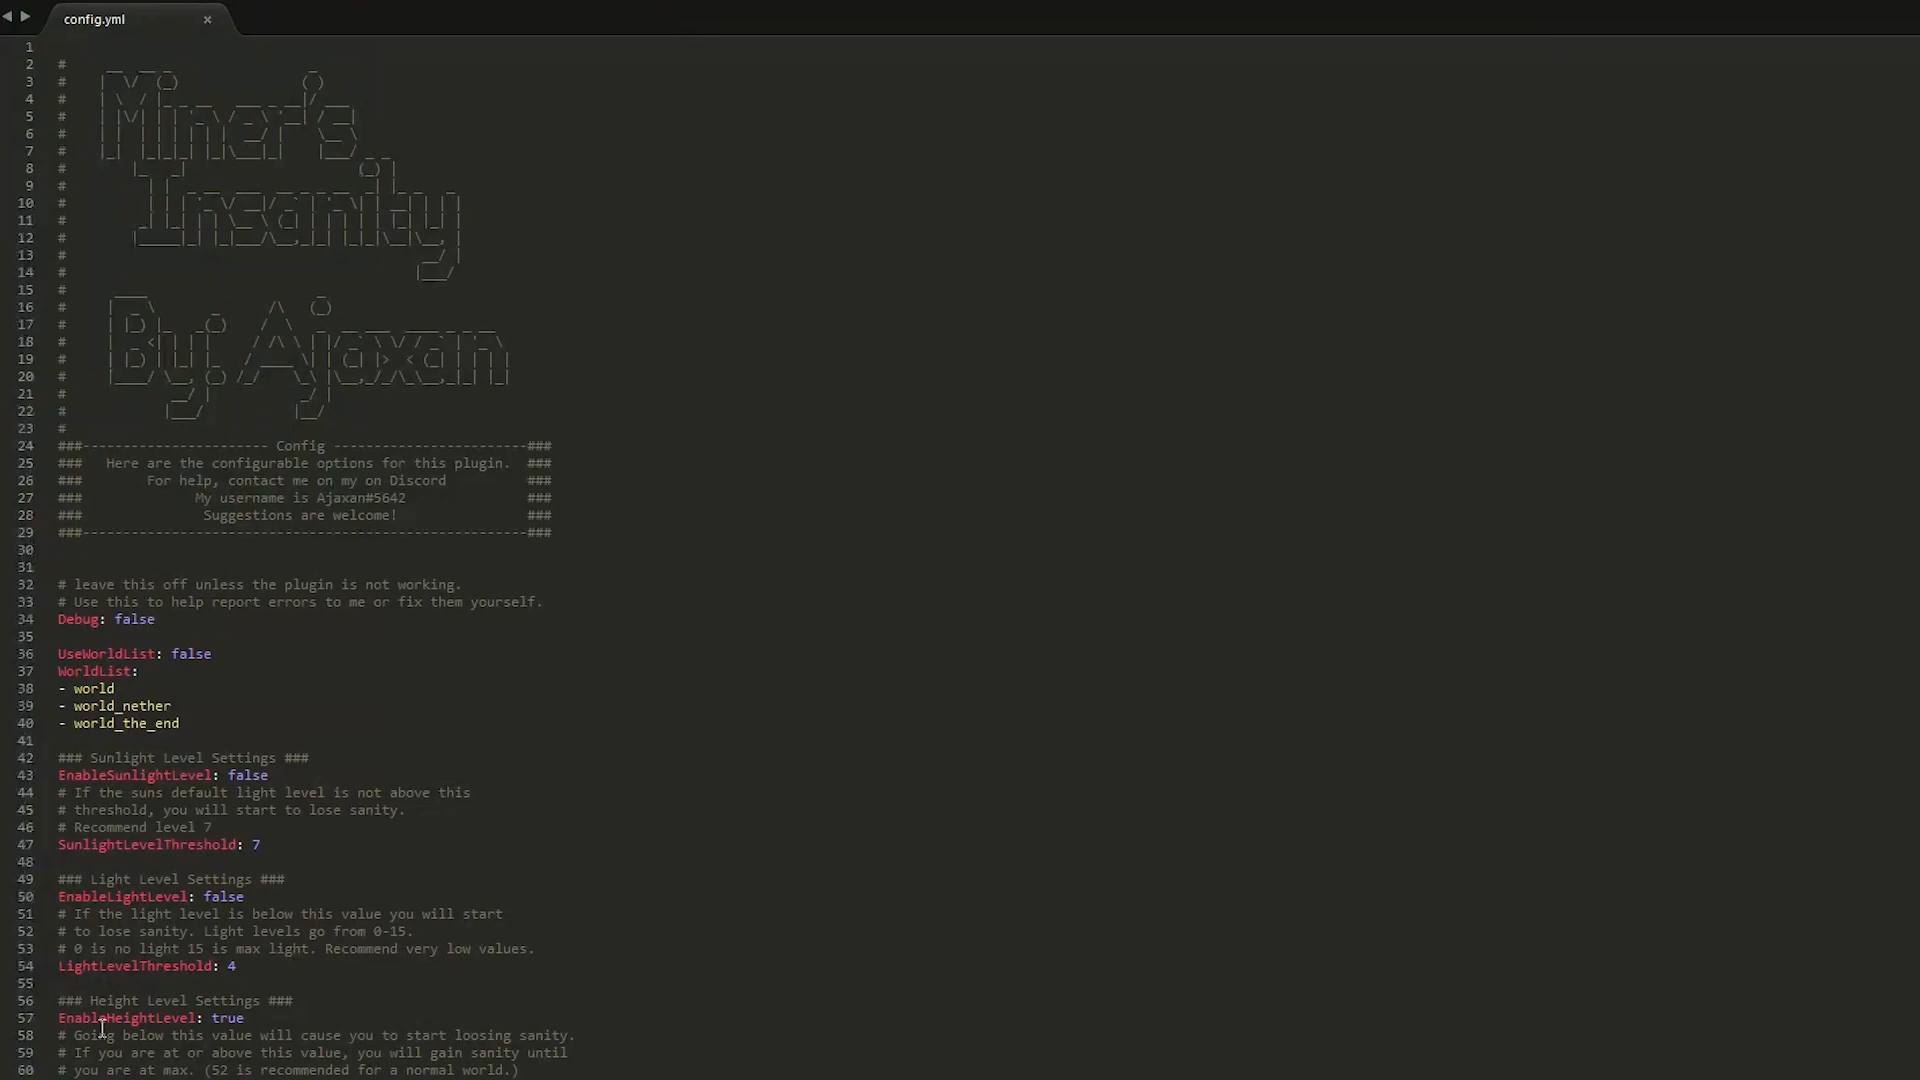 config.yml ×
1
2 #
3 #
4 #
5 #
6 #
7 #
8 #
9 #
10 #
11 #
12 #
13 #
14 #
15 #
16 #
17 #
18 #
19 #
20 #
21 #
22 #
23 #
Miner's
Insanity
By: Ajaxan
24 ###----------------------- Config ------------------------###
25 ###   Here are the configurable options for this plugin.  ###
26 ###        For help, contact me on my on Discord          ###
27 ###              My username is Ajaxan#5642               ###
28 ###               Suggestions are welcome!                ###
29 ###-------------------------------------------------------###
30
31
32 # leave this off unless the plugin is not working.
33 # Use this to help report errors to me or fix them yourself.
34 Debug: false
35
36 UseWorldList: false
37 WorldList:
38 - world
39 - world_nether
40 - world_the_end
41
42 ### Sunlight Level Settings ###
43 EnableSunlightLevel: false
44 # If the suns default light level is not above this
45 # threshold, you will start to lose sanity.
46 # Recommend level 7
47 SunlightLevelThreshold: 7
48
49 ### Light Level Settings ###
50 EnableLightLevel: false
51 # If the light level is below this value you will start
52 # to lose sanity. Light levels go from 0-15.
53 # 0 is no light 15 is max light. Recommend very low values.
54 LightLevelThreshold: 4
55
56 ### Height Level Settings ###
57 EnableHeightLevel: true
58 # Going below this value will cause you to start loosing sanity.
59 # If you are at or above this value, you will gain sanity until
60 # you are at max. (52 is recommended for a normal world.)